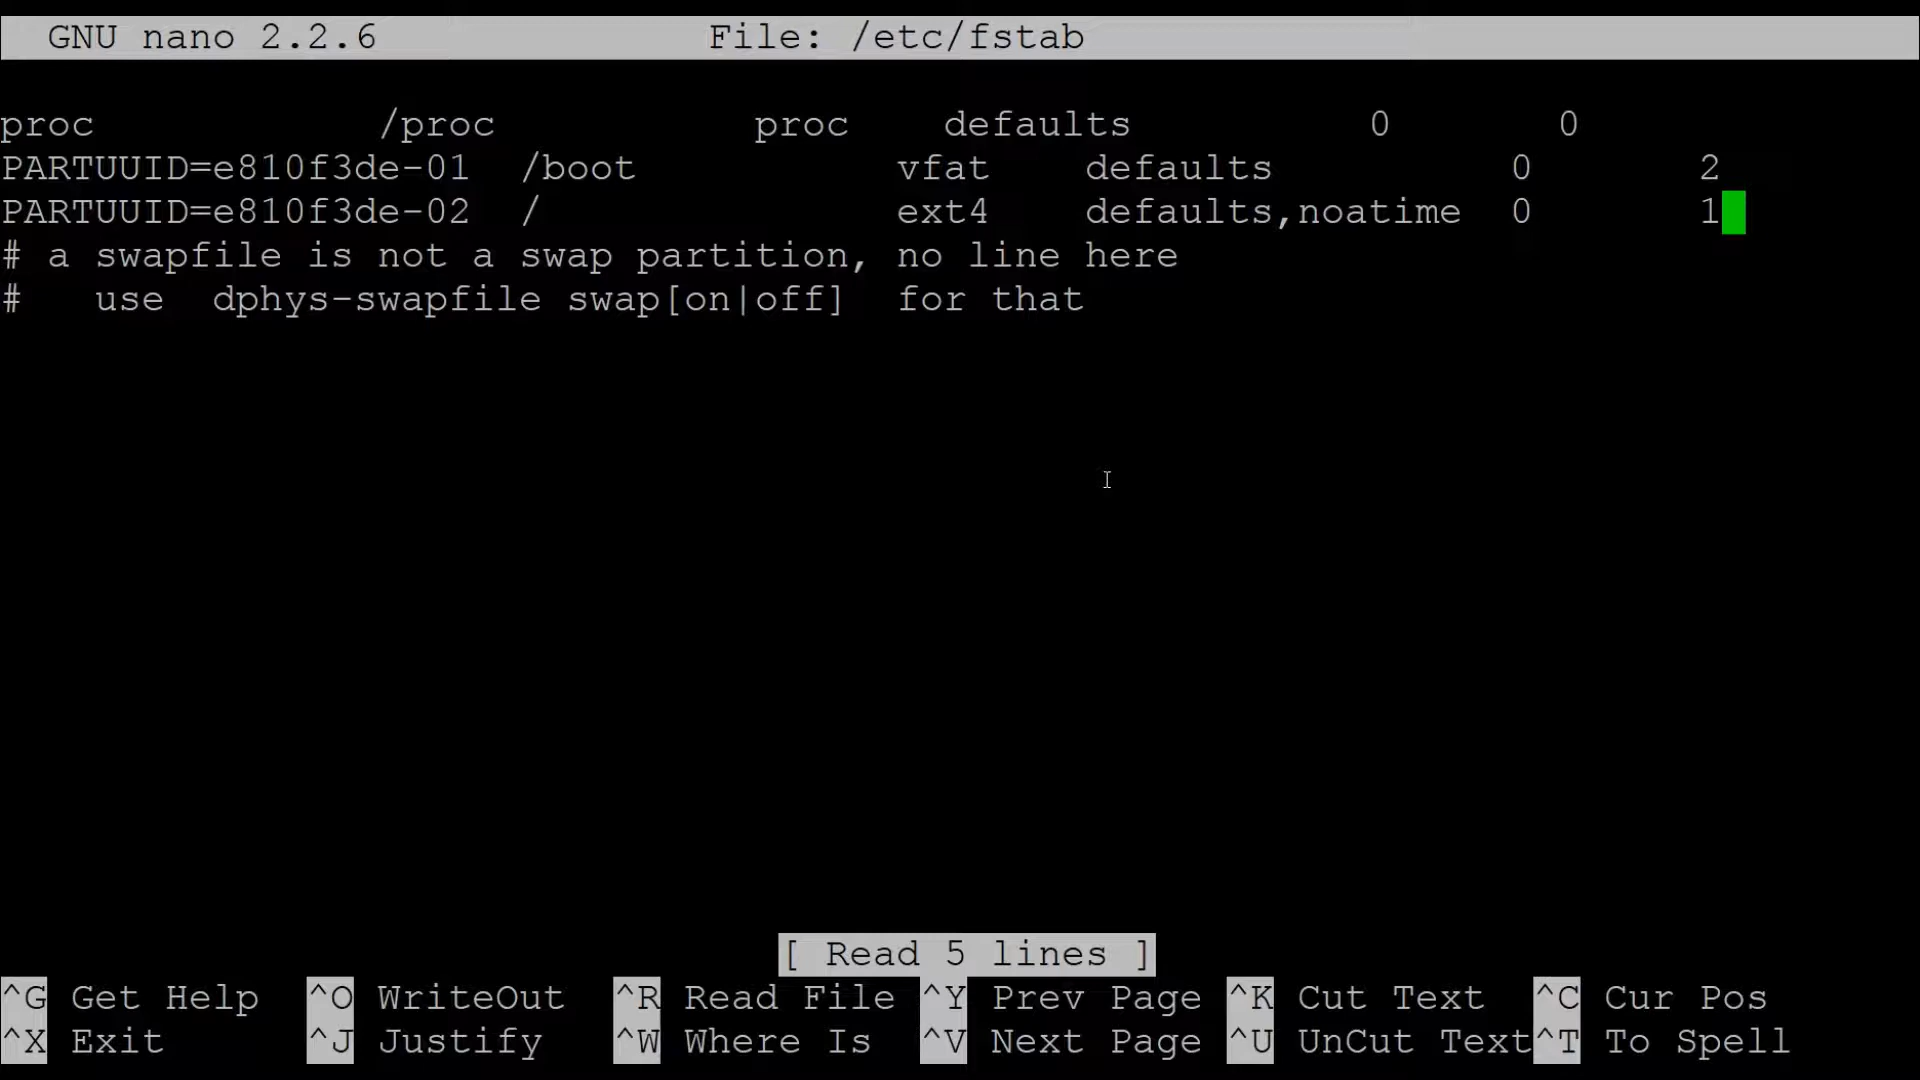 GNU nano 2.2.6 File: /etc/fstab
proc /proc proc defaults 0 0
PARTUUID=e810f3de-01 /boot vfat defaults 0 2
PARTUUID=e810f3de-02 / ext4 defaults,noatime 0 1
# a swapfile is not a swap partition, no line here
# use dphys-swapfile swap[on|off] for that
[ Read 5 lines ]
^G Get Help ^O WriteOut ^R Read File ^Y Prev Page ^K Cut Text ^C Cur Pos
^X Exit ^J Justify ^W Where Is ^V Next Page ^U UnCut Text ^T To Spell